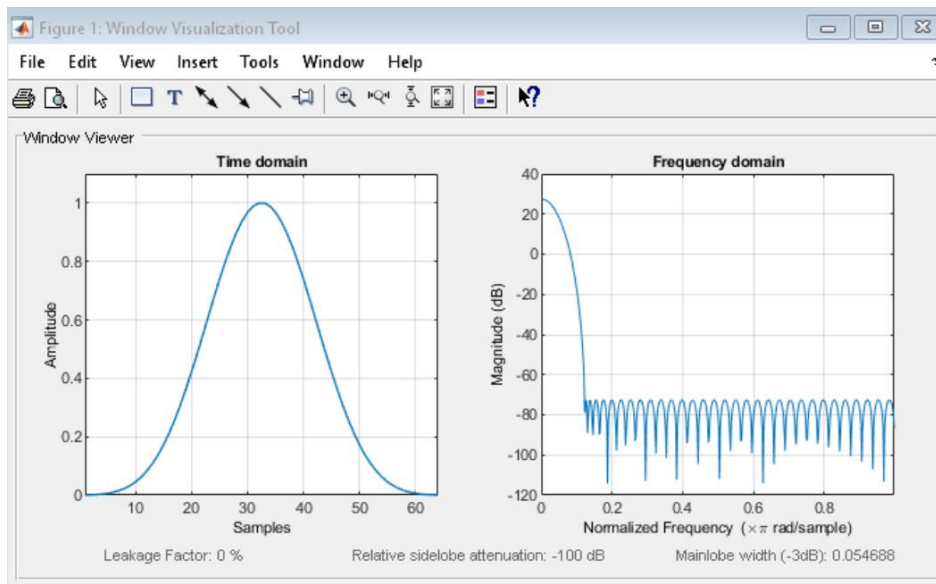 Figure 1: Window Visualization Tool
File Edit View Insert Tools Window Help
Window Viewer
Time domain
1
0.8
0.6
0.4
0.2
0
10 20 30 40 50 60
Amplitude
Samples
Frequency domain
40
20
0
-20
-40
-60
-80
-100
-120
0 0.2 0.4 0.6 0.8
Magnitude (dB)
Normalized Frequency (×π rad/sample)
Leakage Factor: 0 %
Relative sidelobe attenuation: -100 dB
Mainlobe width (-3dB): 0.054688